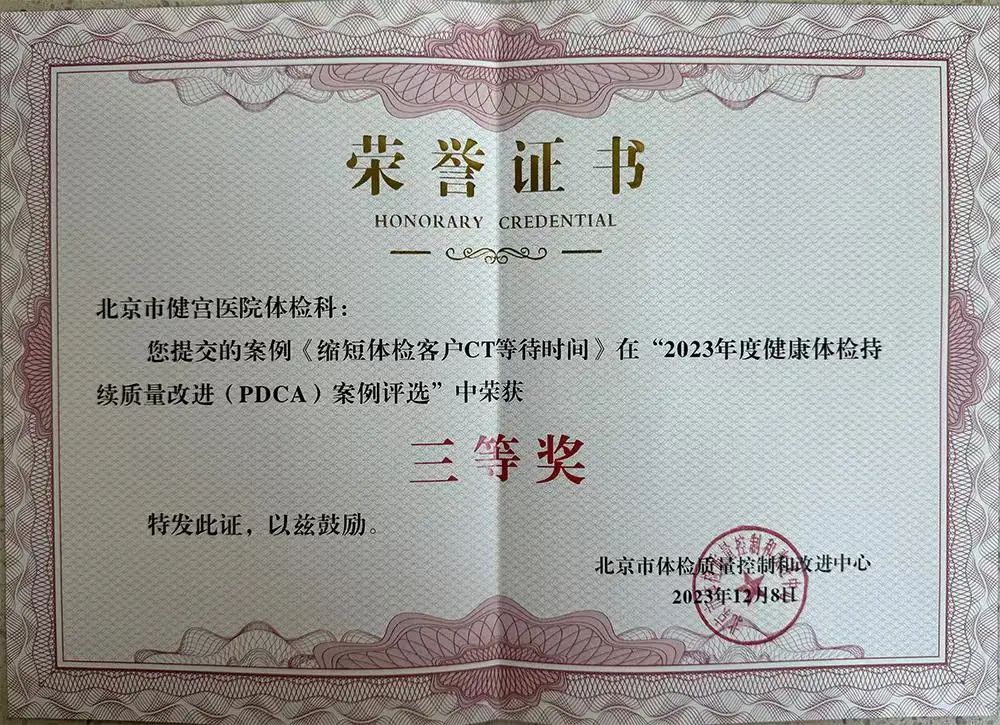 荣誉证书
HONORARY CREDENTIAL
北京市健宫医院体检科：
您提交的案例《缩短体检客户CT等待时间》在“2023年度健康体检持
续质量改进（PDCA）案例评选”中荣获
三等奖
特发此证，以兹鼓励。
北京市体检质量控制和改进中心
2023年12月8日